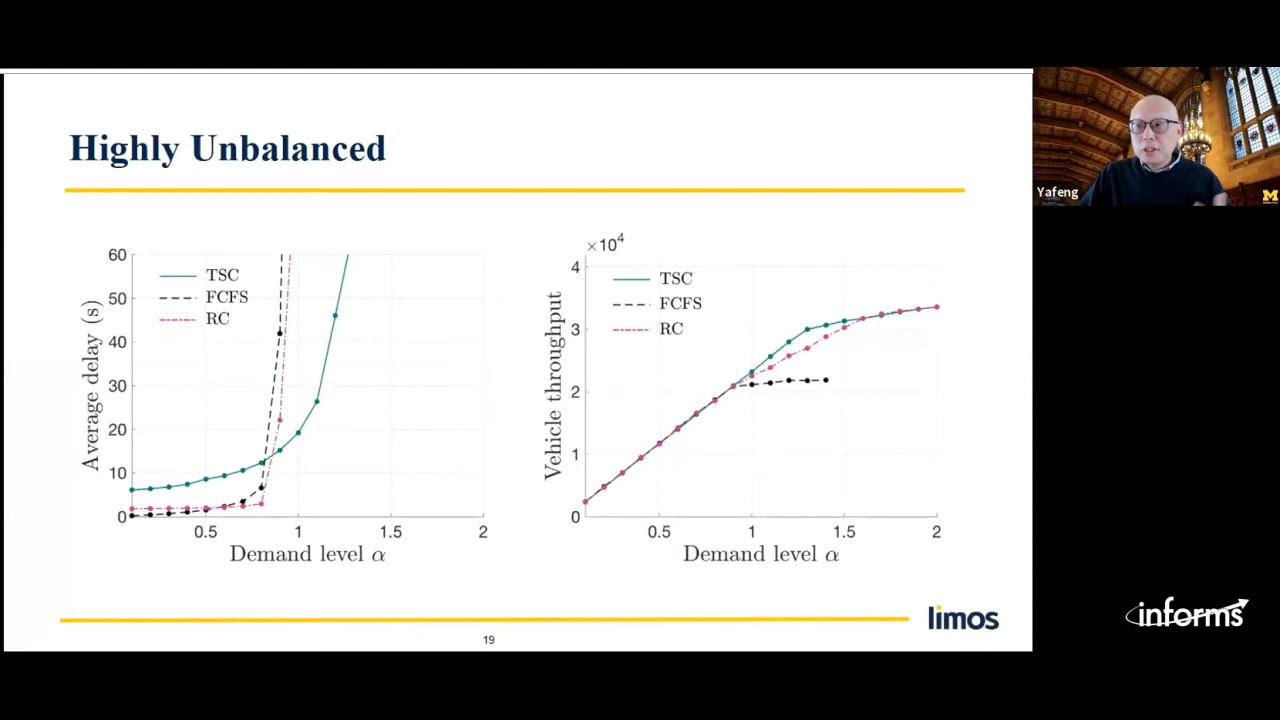 Highly Unbalanced
60
50
40
30
20
10
0
0.5
1
1.5
2
Average delay (s)
Demand level α
TSC
FCFS
RC
×10⁴
4
3
2
1
0
0.5
1
1.5
2
Vehicle throughput
Demand level α
TSC
FCFS
RC
limos
19
Yafeng
M
informs